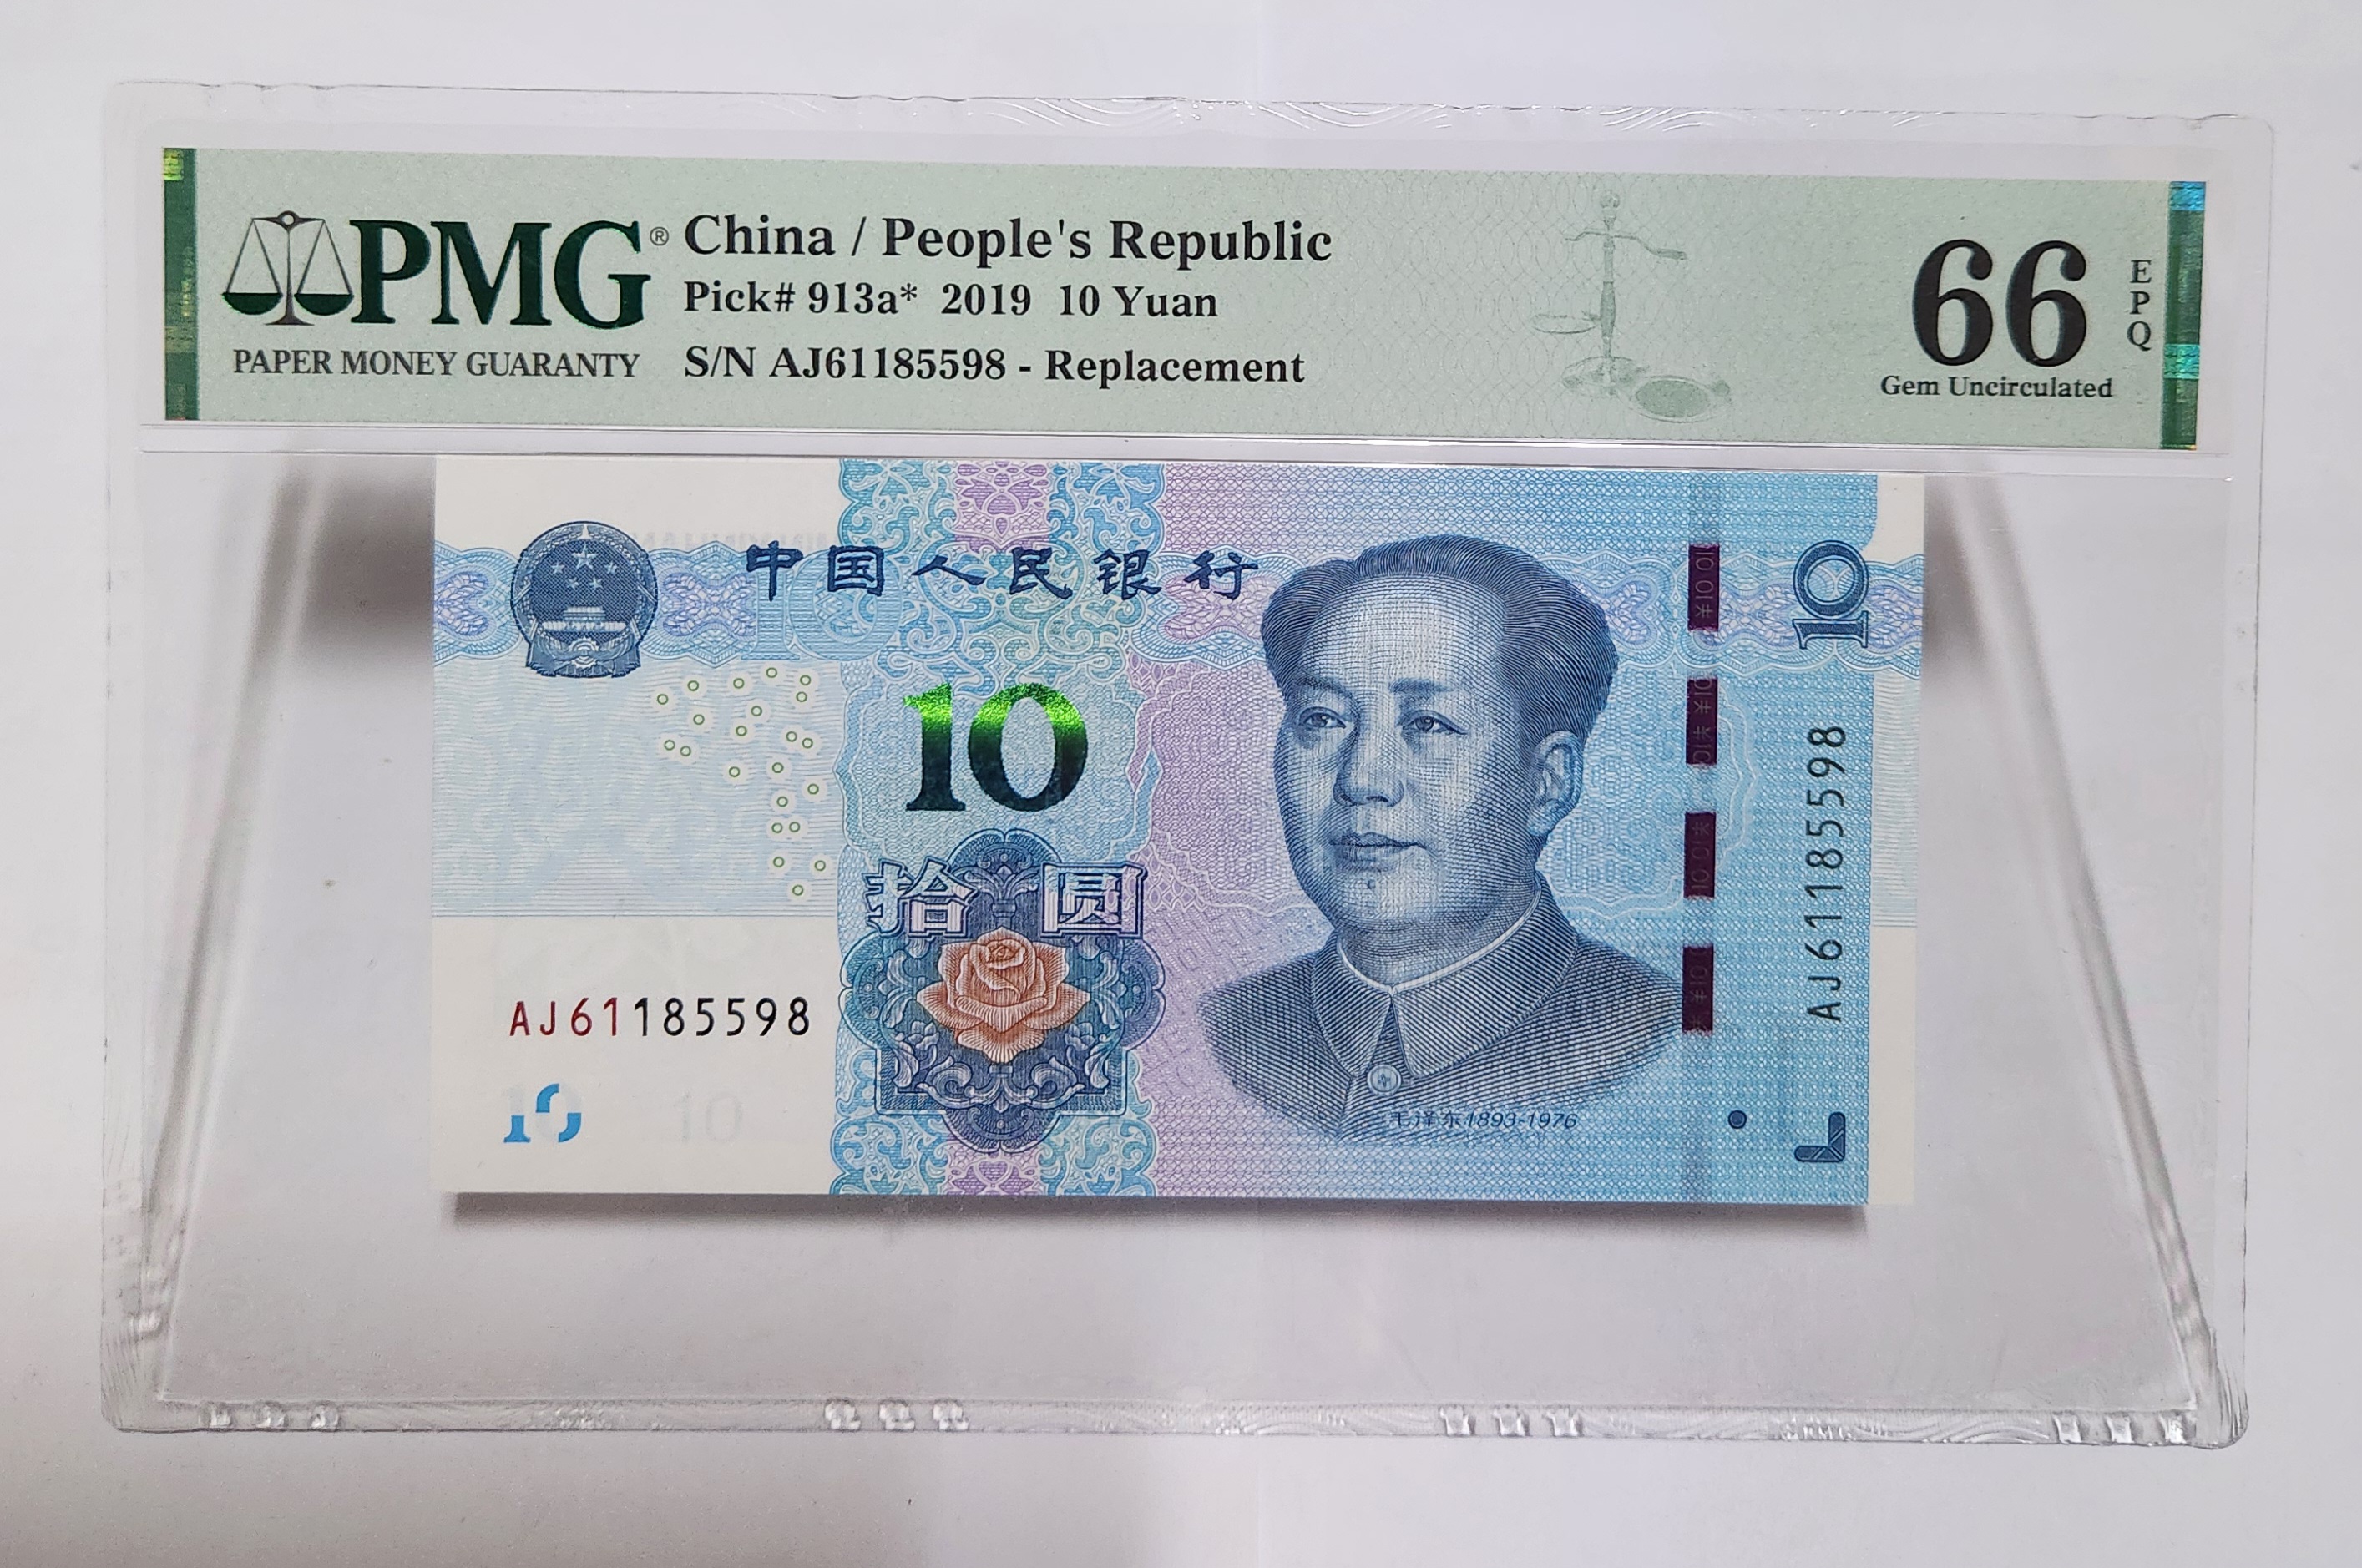 PMG®
PAPER MONEY GUARANTY
China / People's Republic
Pick# 913a* 2019 10 Yuan
S/N AJ61185598 - Replacement
66
EPQ
Gem Uncirculated
中国人民银行
10
10
拾圆
AJ61185598
AJ61185598
10
10
毛泽东1893-1976